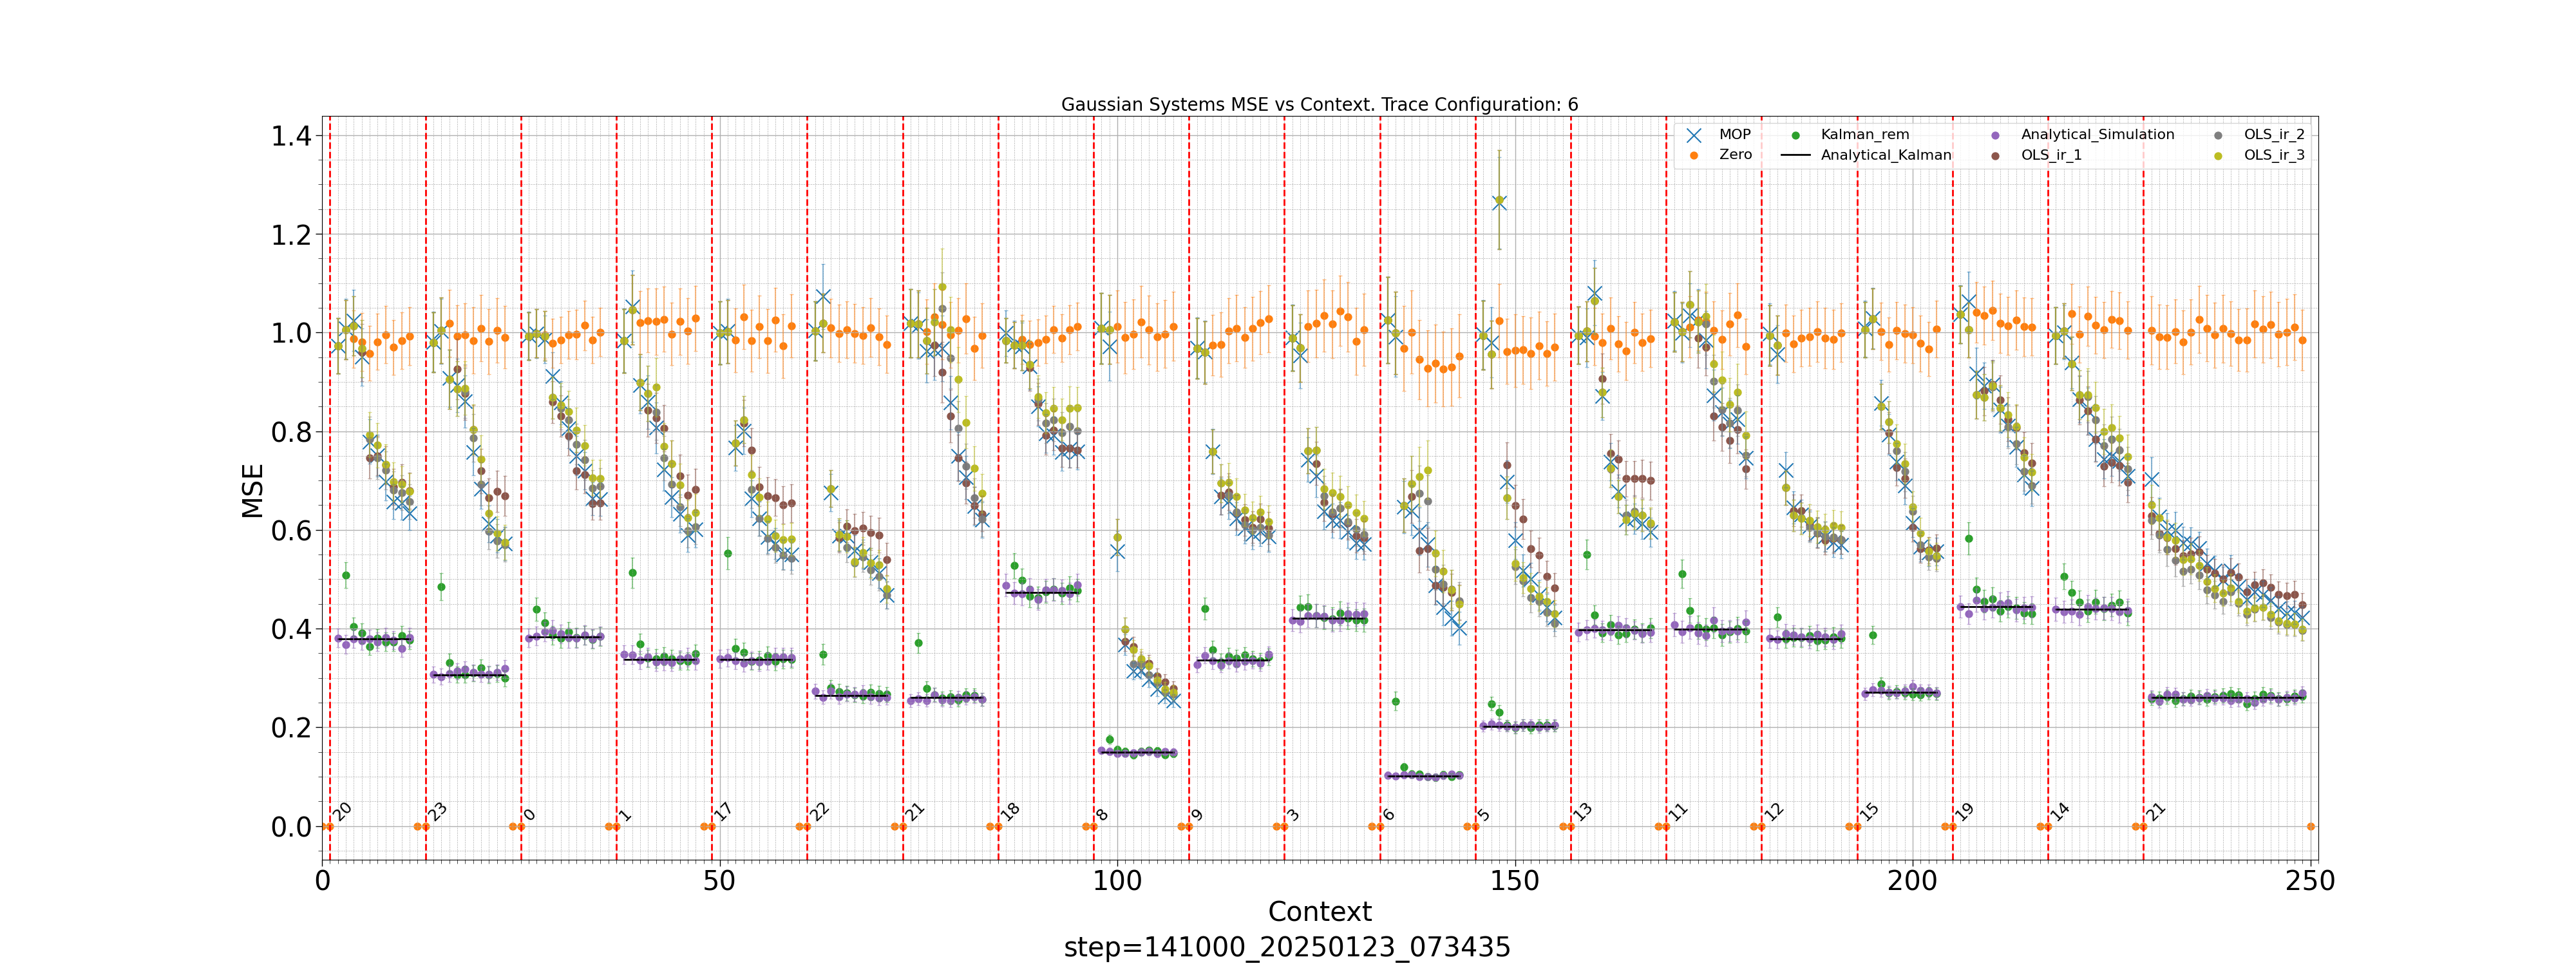 Gaussian Systems MSE vs Context. Trace Configuration: 6
MOP Kalman_rem Analytical_Simulation OLS_ir_2
Zero Analytical_Kalman OLS_ir_1 OLS_ir_3
MSE
1.4
1.2
1.0
0.8
0.6
0.4
0.2
0.0
20 23 0 1 17 22 21 18 8 9 3 6 5 13 11 12 15 19 14 21
0 50 100 150 200 250
Context
step=141000_20250123_073435